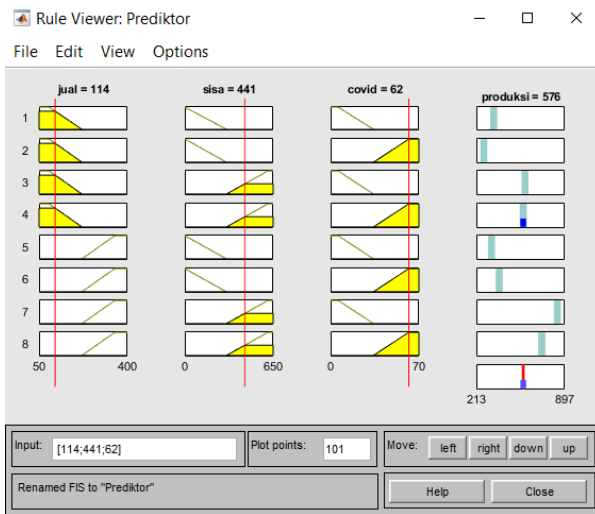 Rule Viewer: Prediktor
File Edit View Options
jual = 114 sisa = 441 covid = 62 produksi = 576
1
2
3
4
5
6
7
8
50 400 0 650 0 70
213 897
Input: [114;441;62] Plot points: 101 Move: left right down up
Renamed FIS to "Prediktor" Help Close